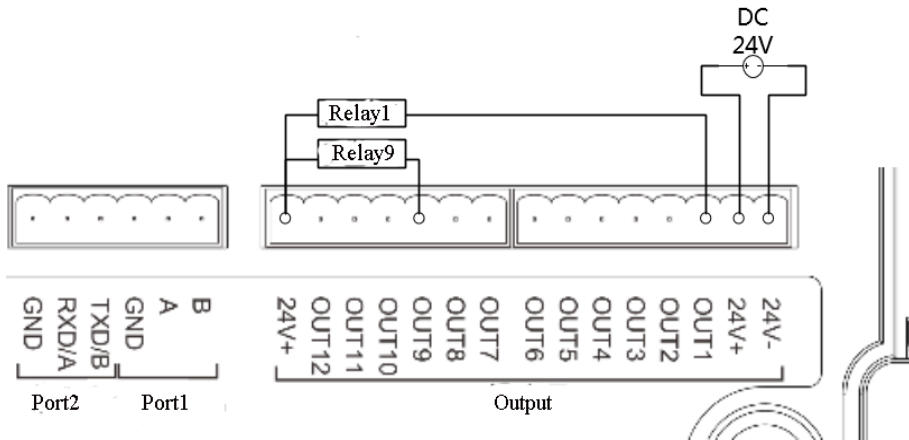 DC
24V
Relay1
Relay9
GND
RXD/A
TXD/B
GND
A
B
24V+
OUT12
OUT11
OUT10
OUT9
OUT8
OUT7
OUT6
OUT5
OUT4
OUT3
OUT2
OUT1
24V+
24V-
Port2
Port1
Output